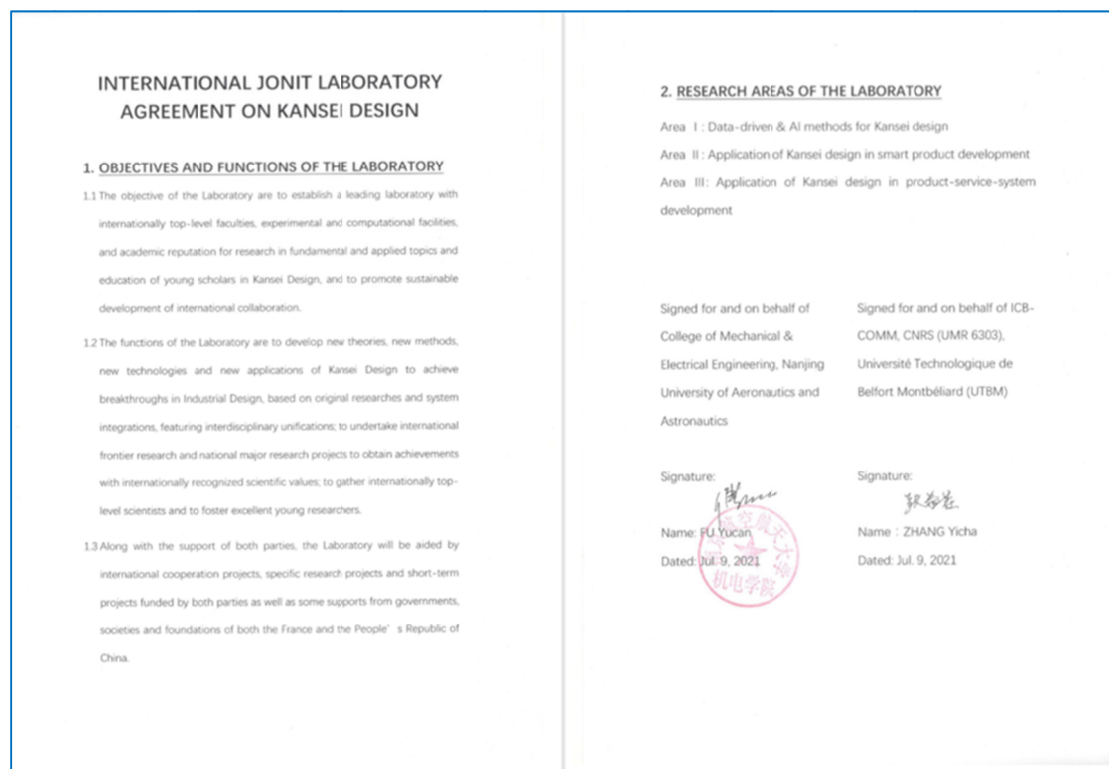 INTERNATIONAL JONIT LABORATORY
AGREEMENT ON KANSEI DESIGN
1. OBJECTIVES AND FUNCTIONS OF THE LABORATORY
1.1 The objective of the Laboratory are to establish a leading laboratory with
internationally top-level faculties, experimental and computational facilities,
and academic reputation for research in fundamental and applied topics and
education of young scholars in Kansei Design, and to promote sustainable
development of international collaboration.
1.2 The functions of the Laboratory are to develop new theories, new methods,
new technologies and new applications of Kansei Design to achieve
breakthroughs in Industrial Design, based on original researches and system
integrations, featuring interdisciplinary unifications; to undertake international
frontier research and national major research projects to obtain achievements
with internationally recognized scientific values; to gather internationally top-
level scientists and to foster excellent young researchers.
1.3 Along with the support of both parties, the Laboratory will be aided by
international cooperation projects, specific research projects and short-term
projects funded by both parties as well as some supports from governments,
societies and foundations of both the France and the People' s Republic of
China.
2. RESEARCH AREAS OF THE LABORATORY
Area I : Data-driven & AI methods for Kansei design
Area II : Application of Kansei design in smart product development
Area III: Application of Kansei design in product-service-system
development
Signed for and on behalf of
College of Mechanical &
Electrical Engineering, Nanjing
University of Aeronautics and
Astronautics
Signature:
Name: FU Yucan
Dated: Jul. 9, 2021
航空航天大学
机电学院
Signed for and on behalf of ICB-
COMM, CNRS (UMR 6303),
Université Technologique de
Belfort Montbéliard (UTBM)
Signature:
Name : ZHANG Yicha
Dated: Jul. 9, 2021